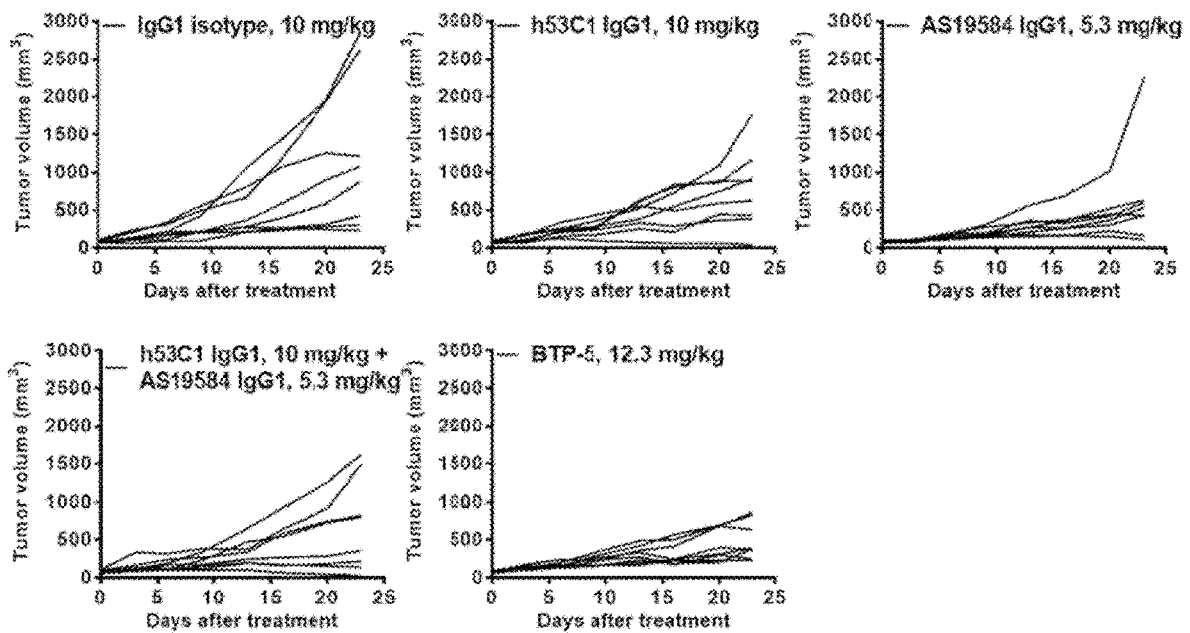 IgG1 isotype, 10 mg/kg
3000
2500
2000
1500
1000
500
0
Tumor volume (mm3)
0 5 10 15 20 25
Days after treatment
h53C1 IgG1, 10 mg/kg
3000
2500
2000
1500
1000
500
0
Tumor volume (mm3)
0 5 10 15 20 25
Days after treatment
AS19584 IgG1, 5.3 mg/kg
3000
2500
2000
1500
1000
500
0
Tumor volume (mm3)
0 5 10 15 20 25
Days after treatment
h53C1 IgG1, 10 mg/kg +
AS19584 IgG1, 5.3 mg/kg
3000
2500
2000
1500
1000
500
0
Tumor volume (mm3)
0 5 10 15 20 25
Days after treatment
BTP-5, 12.3 mg/kg
3000
2500
2000
1500
1000
500
0
Tumor volume (mm3)
0 5 10 15 20 25
Days after treatment